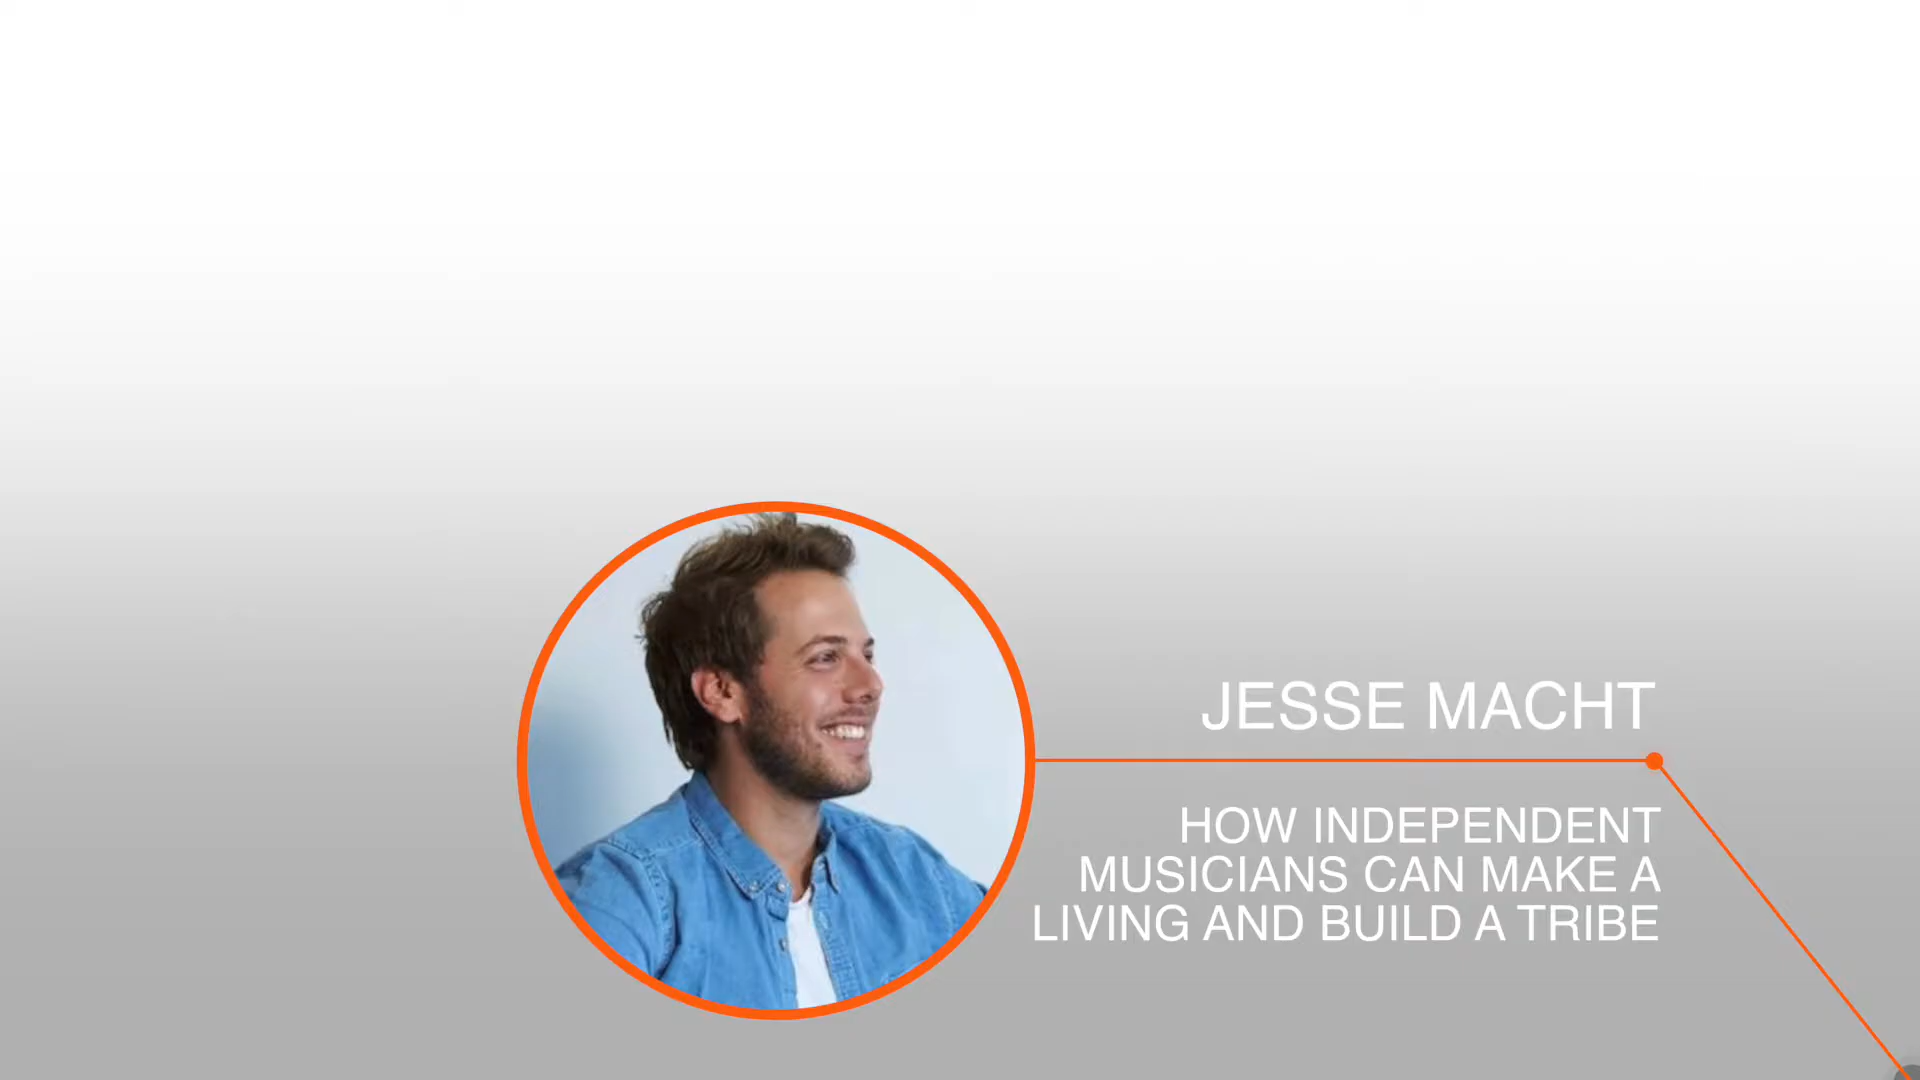 JESSE MACHT
HOW INDEPENDENT
MUSICIANS CAN MAKE A
LIVING AND BUILD A TRIBE